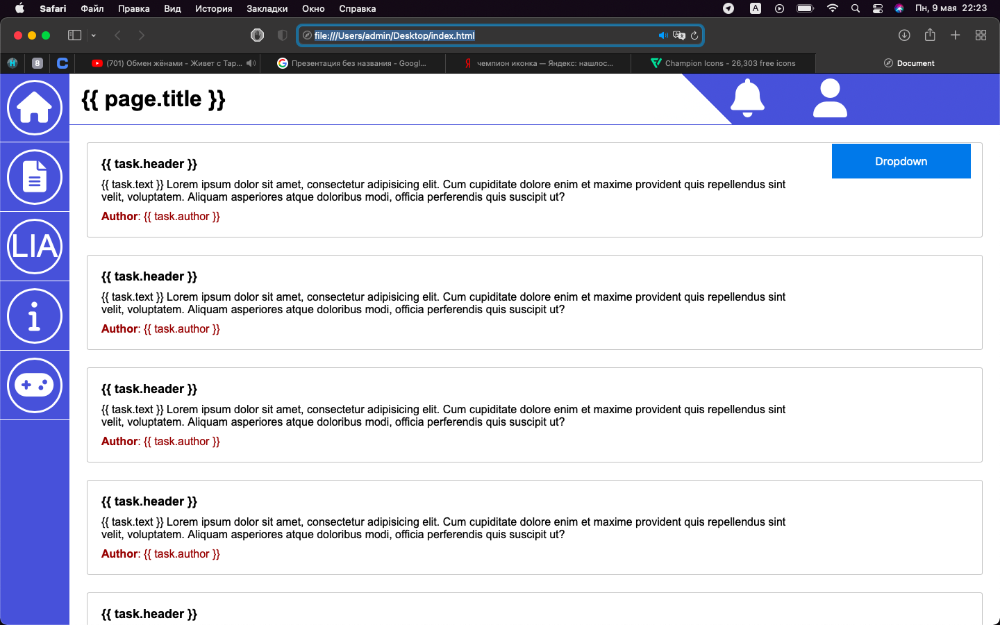 Safari Файл Правка Вид История Закладки Окно Справка A Пн, 9 мая 22:23
file:///Users/admin/Desktop/index.html
H 8 C (701) Обмен жёнами - Живет с Тар... G Презентация без названия - Googl... Я чемпион иконка — Яндекс: нашлос... Champion Icons - 26,303 free icons Document
{{ page.title }}
{{ task.header }}
Dropdown
{{ task.text }} Lorem ipsum dolor sit amet, consectetur adipisicing elit. Cum cupiditate dolore enim et maxime provident quis repellendus sint
velit, voluptatem. Aliquam asperiores atque doloribus modi, officia perferendis quis suscipit ut?
Author: {{ task.author }}
LIA
{{ task.header }}
{{ task.text }} Lorem ipsum dolor sit amet, consectetur adipisicing elit. Cum cupiditate dolore enim et maxime provident quis repellendus sint
velit, voluptatem. Aliquam asperiores atque doloribus modi, officia perferendis quis suscipit ut?
Author: {{ task.author }}
{{ task.header }}
{{ task.text }} Lorem ipsum dolor sit amet, consectetur adipisicing elit. Cum cupiditate dolore enim et maxime provident quis repellendus sint
velit, voluptatem. Aliquam asperiores atque doloribus modi, officia perferendis quis suscipit ut?
Author: {{ task.author }}
{{ task.header }}
{{ task.text }} Lorem ipsum dolor sit amet, consectetur adipisicing elit. Cum cupiditate dolore enim et maxime provident quis repellendus sint
velit, voluptatem. Aliquam asperiores atque doloribus modi, officia perferendis quis suscipit ut?
Author: {{ task.author }}
{{ task.header }}